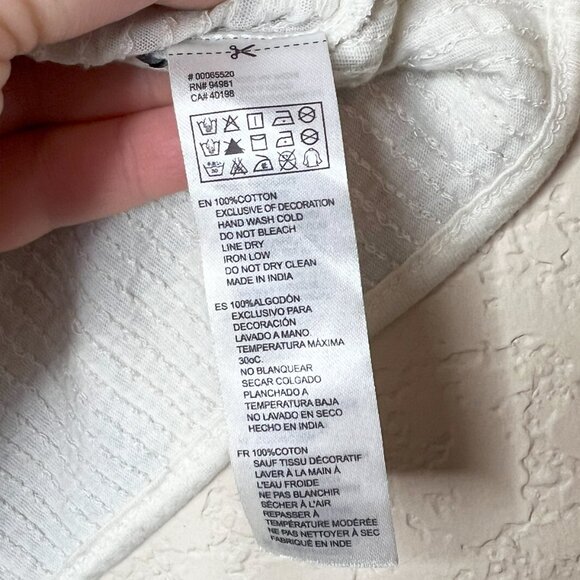 # 00065520
RN# 94981
CA# 40198
EN 100%COTTON
EXCLUSIVE OF DECORATION
HAND WASH COLD
DO NOT BLEACH
LINE DRY
IRON LOW
DO NOT DRY CLEAN
MADE IN INDIA
ES 100%ALGODÓN
EXCLUSIVO PARA
DECORACIÓN
LAVADO A MANO
TEMPERATURA MÁXIMA
30oC.
NO BLANQUEAR
SECAR COLGADO
PLANCHADO A
TEMPERATURA BAJA
NO LAVADO EN SECO
HECHO EN INDIA
FR 100%COTON
SAUF TISSU DÉCORATIF
LAVER À LA MAIN À
L'EAU FROIDE
NE PAS BLANCHIR
SÉCHER À L'AIR
REPASSER À
TEMPÉRATURE MODÉRÉE
NE PAS NETTOYER À SEC
FABRIQUÉ EN INDE